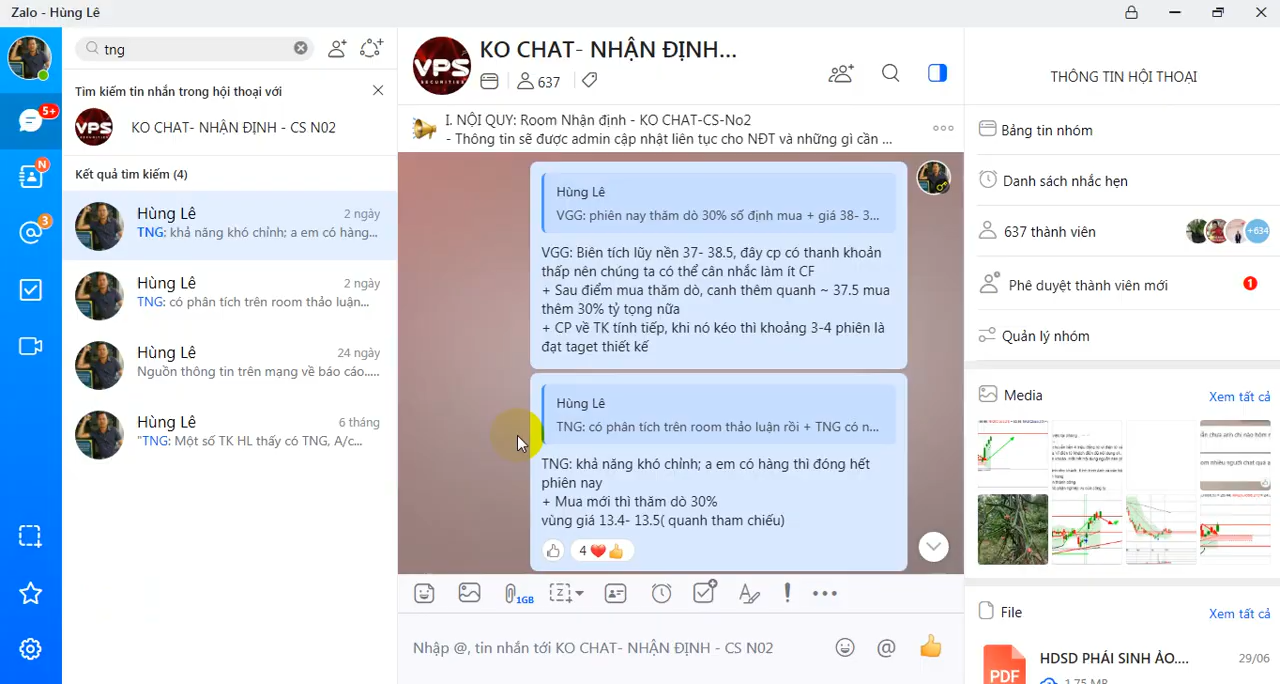 Zalo - Hùng Lê
tng
Tìm kiếm tin nhắn trong hội thoại với
VPS
KO CHAT- NHẬN ĐỊNH - CS N02
Kết quả tìm kiếm (4)
Hùng Lê
2 ngày
TNG: khả năng khó chỉnh; a em có hàng...
Hùng Lê
2 ngày
TNG: có phân tích trên room thảo luận...
Hùng Lê
24 ngày
Nguồn thông tin trên mạng về báo cáo.....
Hùng Lê
6 tháng
"TNG: Một số TK HL thấy có TNG, A/c...
5+
N
3
VPS
SECURITIES
KO CHAT- NHẬN ĐỊNH...
637
I. NỘI QUY: Room Nhận định - KO CHAT-CS-No2
- Thông tin sẽ được admin cập nhật liên tục cho NĐT và những gì cần ...
Hùng Lê
VGG: phiên nay thăm dò 30% số định mua + giá 38- 3...
VGG: Biên tích lũy nền 37- 38.5, đây cp có thanh khoản
thấp nên chúng ta có thể cân nhắc làm ít CF
+ Sau điểm mua thăm dò, canh thêm quanh ~ 37.5 mua
thêm 30% tỷ tọng nữa
+ CP về TK tính tiếp, khi nó kéo thì khoảng 3-4 phiên là
đạt taget thiết kế
Hùng Lê
TNG: có phân tích trên room thảo luận rồi + TNG có n...
TNG: khả năng khó chỉnh; a em có hàng thì đóng hết
phiên nay
+ Mua mới thì thăm dò 30%
vùng giá 13.4- 13.5( quanh tham chiếu)
4
1GB
Nhập @, tin nhắn tới KO CHAT- NHẬN ĐỊNH - CS N02
THÔNG TIN HỘI THOẠI
Bảng tin nhóm
Danh sách nhắc hẹn
637 thành viên
+634
Phê duyệt thành viên mới
1
Quản lý nhóm
Media
Xem tất cả
File
Xem tất cả
PDF
HDSD PHÁI SINH ẢO....
29/06
1.75 MB